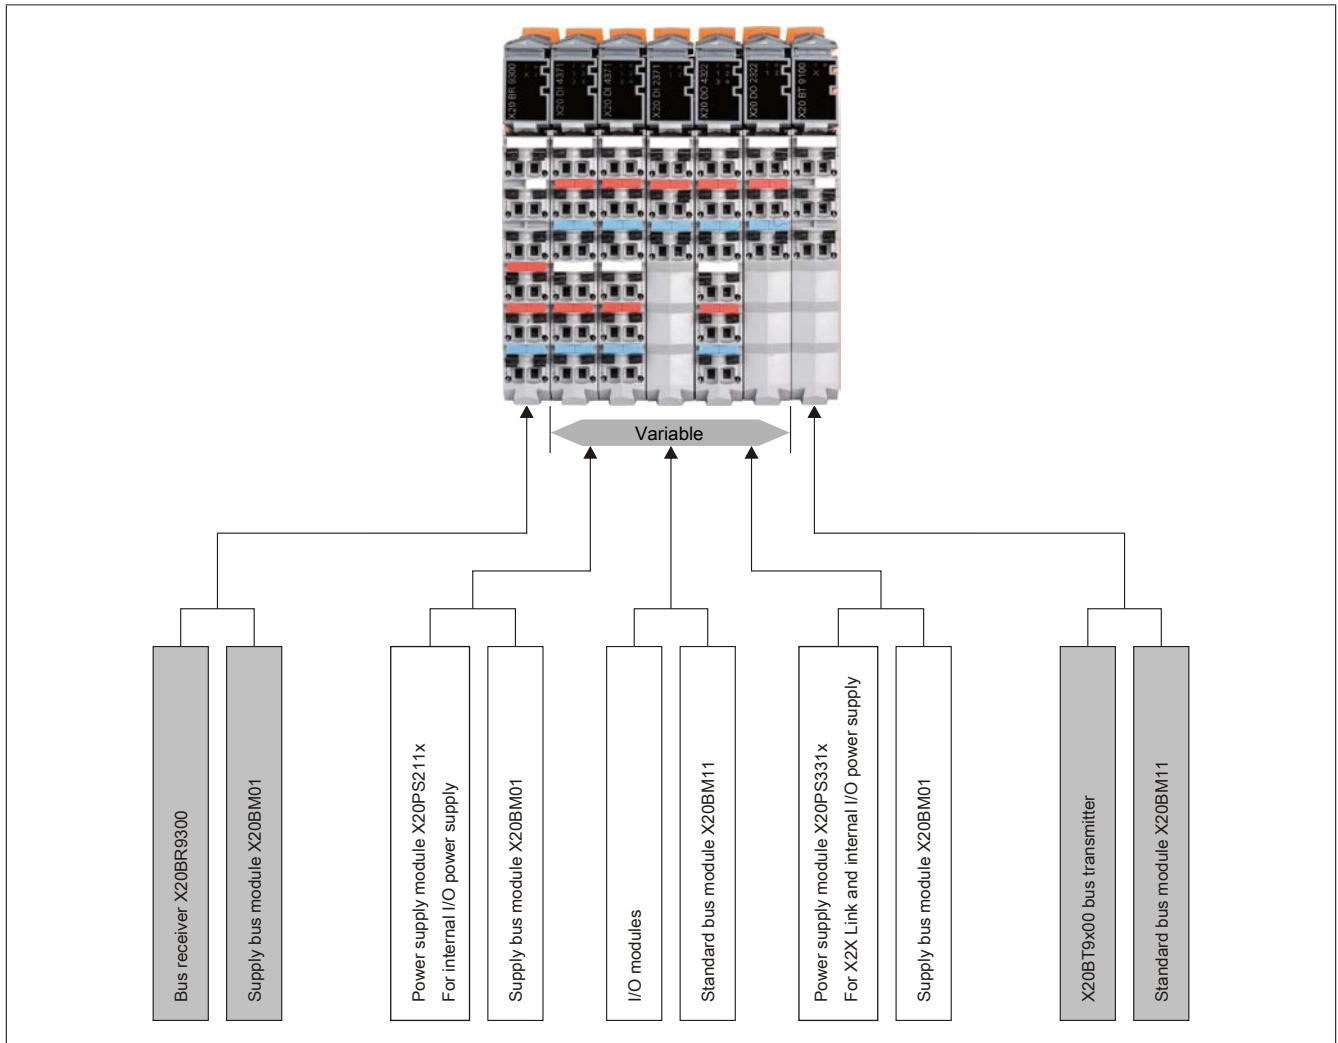 X20 BR 9300
X20 DI 4371
X20 DI 4371
X20 DI 2371
X20 DO 4322
X20 DO 2322
X20 BT 9100
Variable
Bus receiver X20BR9300
Supply bus module X20BM01
Power supply module X20PS211x
For internal I/O power supply
Supply bus module X20BM01
I/O modules
Standard bus module X20BM11
Power supply module X20PS331x
For X2X Link and internal I/O power supply
Supply bus module X20BM01
X20BT9x00 bus transmitter
Standard bus module X20BM11